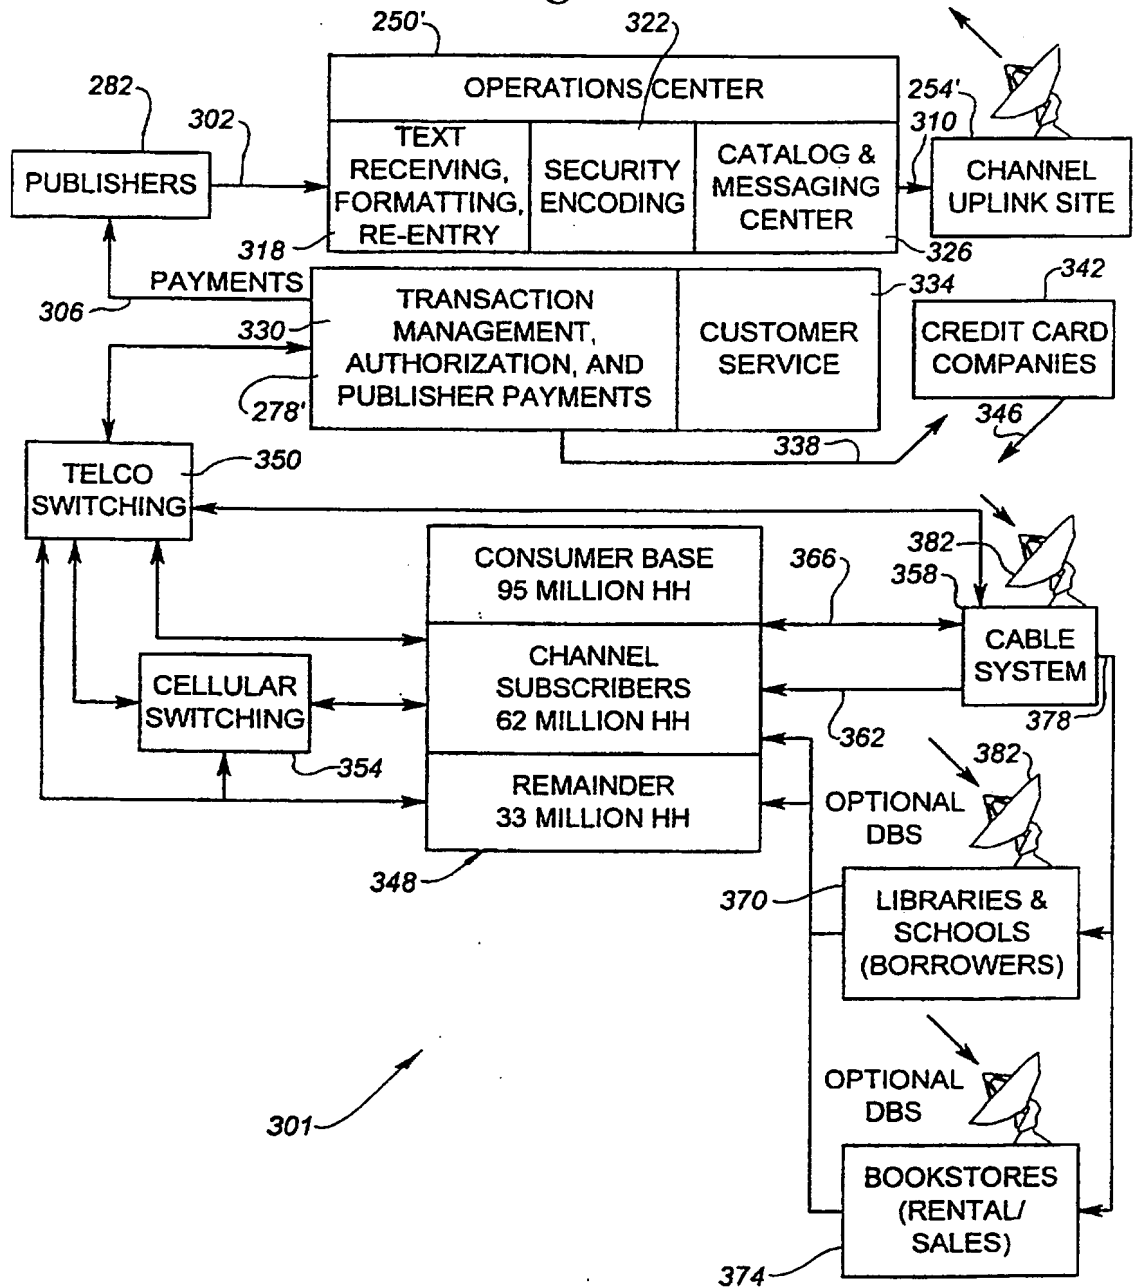 250'
322
282
302
OPERATIONS CENTER
254'
310
PUBLISHERS
TEXT
RECEIVING,
FORMATTING,
RE-ENTRY
SECURITY
ENCODING
CATALOG &
MESSAGING
CENTER
CHANNEL
UPLINK SITE
318
326
PAYMENTS
306
330
334
342
TRANSACTION
MANAGEMENT,
AUTHORIZATION, AND
PUBLISHER PAYMENTS
CUSTOMER
SERVICE
CREDIT CARD
COMPANIES
278'
346
338
TELCO
SWITCHING
350
382
CONSUMER BASE
95 MILLION HH
366
358
CABLE
SYSTEM
CHANNEL
SUBSCRIBERS
62 MILLION HH
CELLULAR
SWITCHING
362
378
354
382
REMAINDER
33 MILLION HH
OPTIONAL
DBS
348
370
LIBRARIES &
SCHOOLS
(BORROWERS)
301
OPTIONAL
DBS
BOOKSTORES
(RENTAL/
SALES)
374